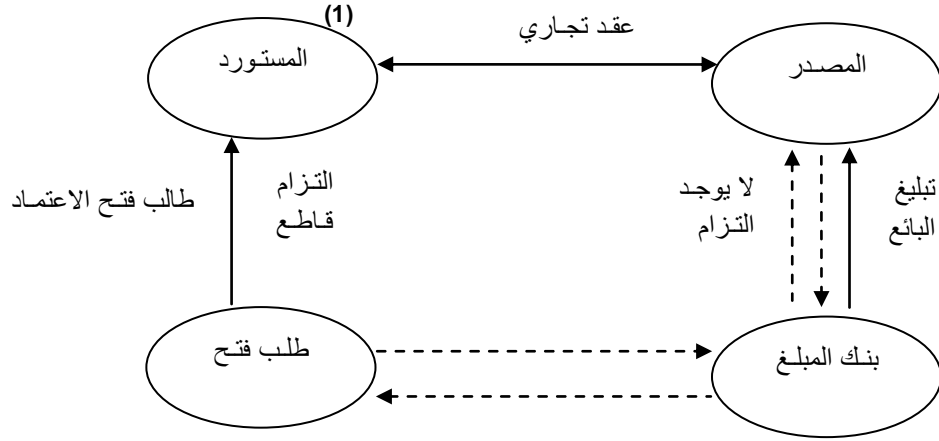 (1)
المستورد
عقد تجاري
المصدر
طالب فتح الاعتماد
التزام
قاطع
لا يوجد
التزام
تبليغ
البائع
طلب فتح
بنك المبلغ